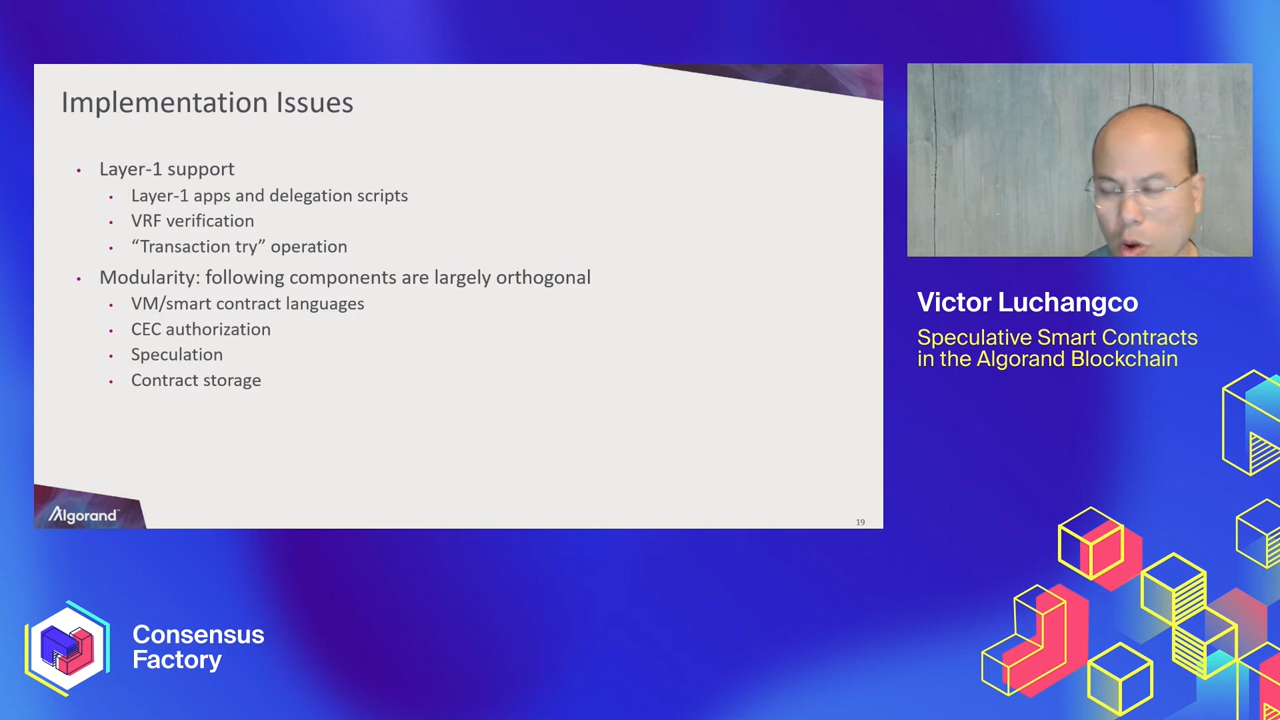 Implementation Issues
• Layer-1 support
• Layer-1 apps and delegation scripts
• VRF verification
• “Transaction try” operation
• Modularity: following components are largely orthogonal
• VM/smart contract languages
• CEC authorization
• Speculation
• Contract storage
Algorand
19
Victor Luchangco
Speculative Smart Contracts
in the Algorand Blockchain
Consensus
Factory